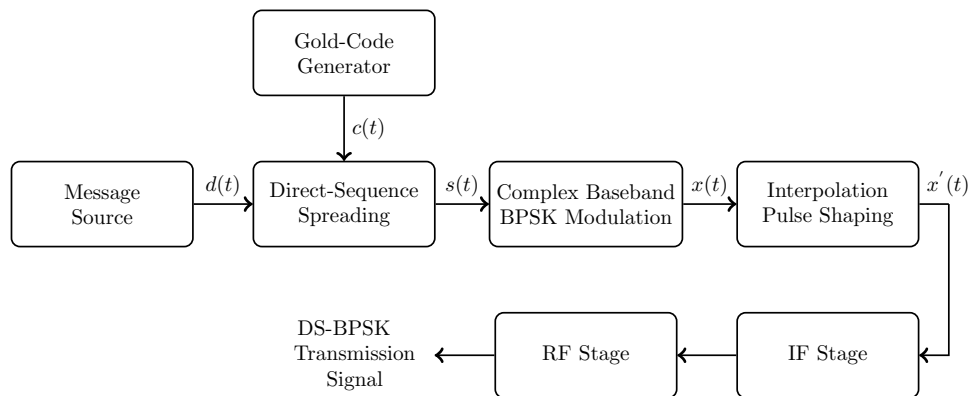 Gold-Code
Generator
c(t)
Message
Source
d(t)
Direct-Sequence
Spreading
s(t)
Complex Baseband
BPSK Modulation
x(t)
Interpolation
Pulse Shaping
x'(t)
DS-BPSK
Transmission
Signal
RF Stage
IF Stage